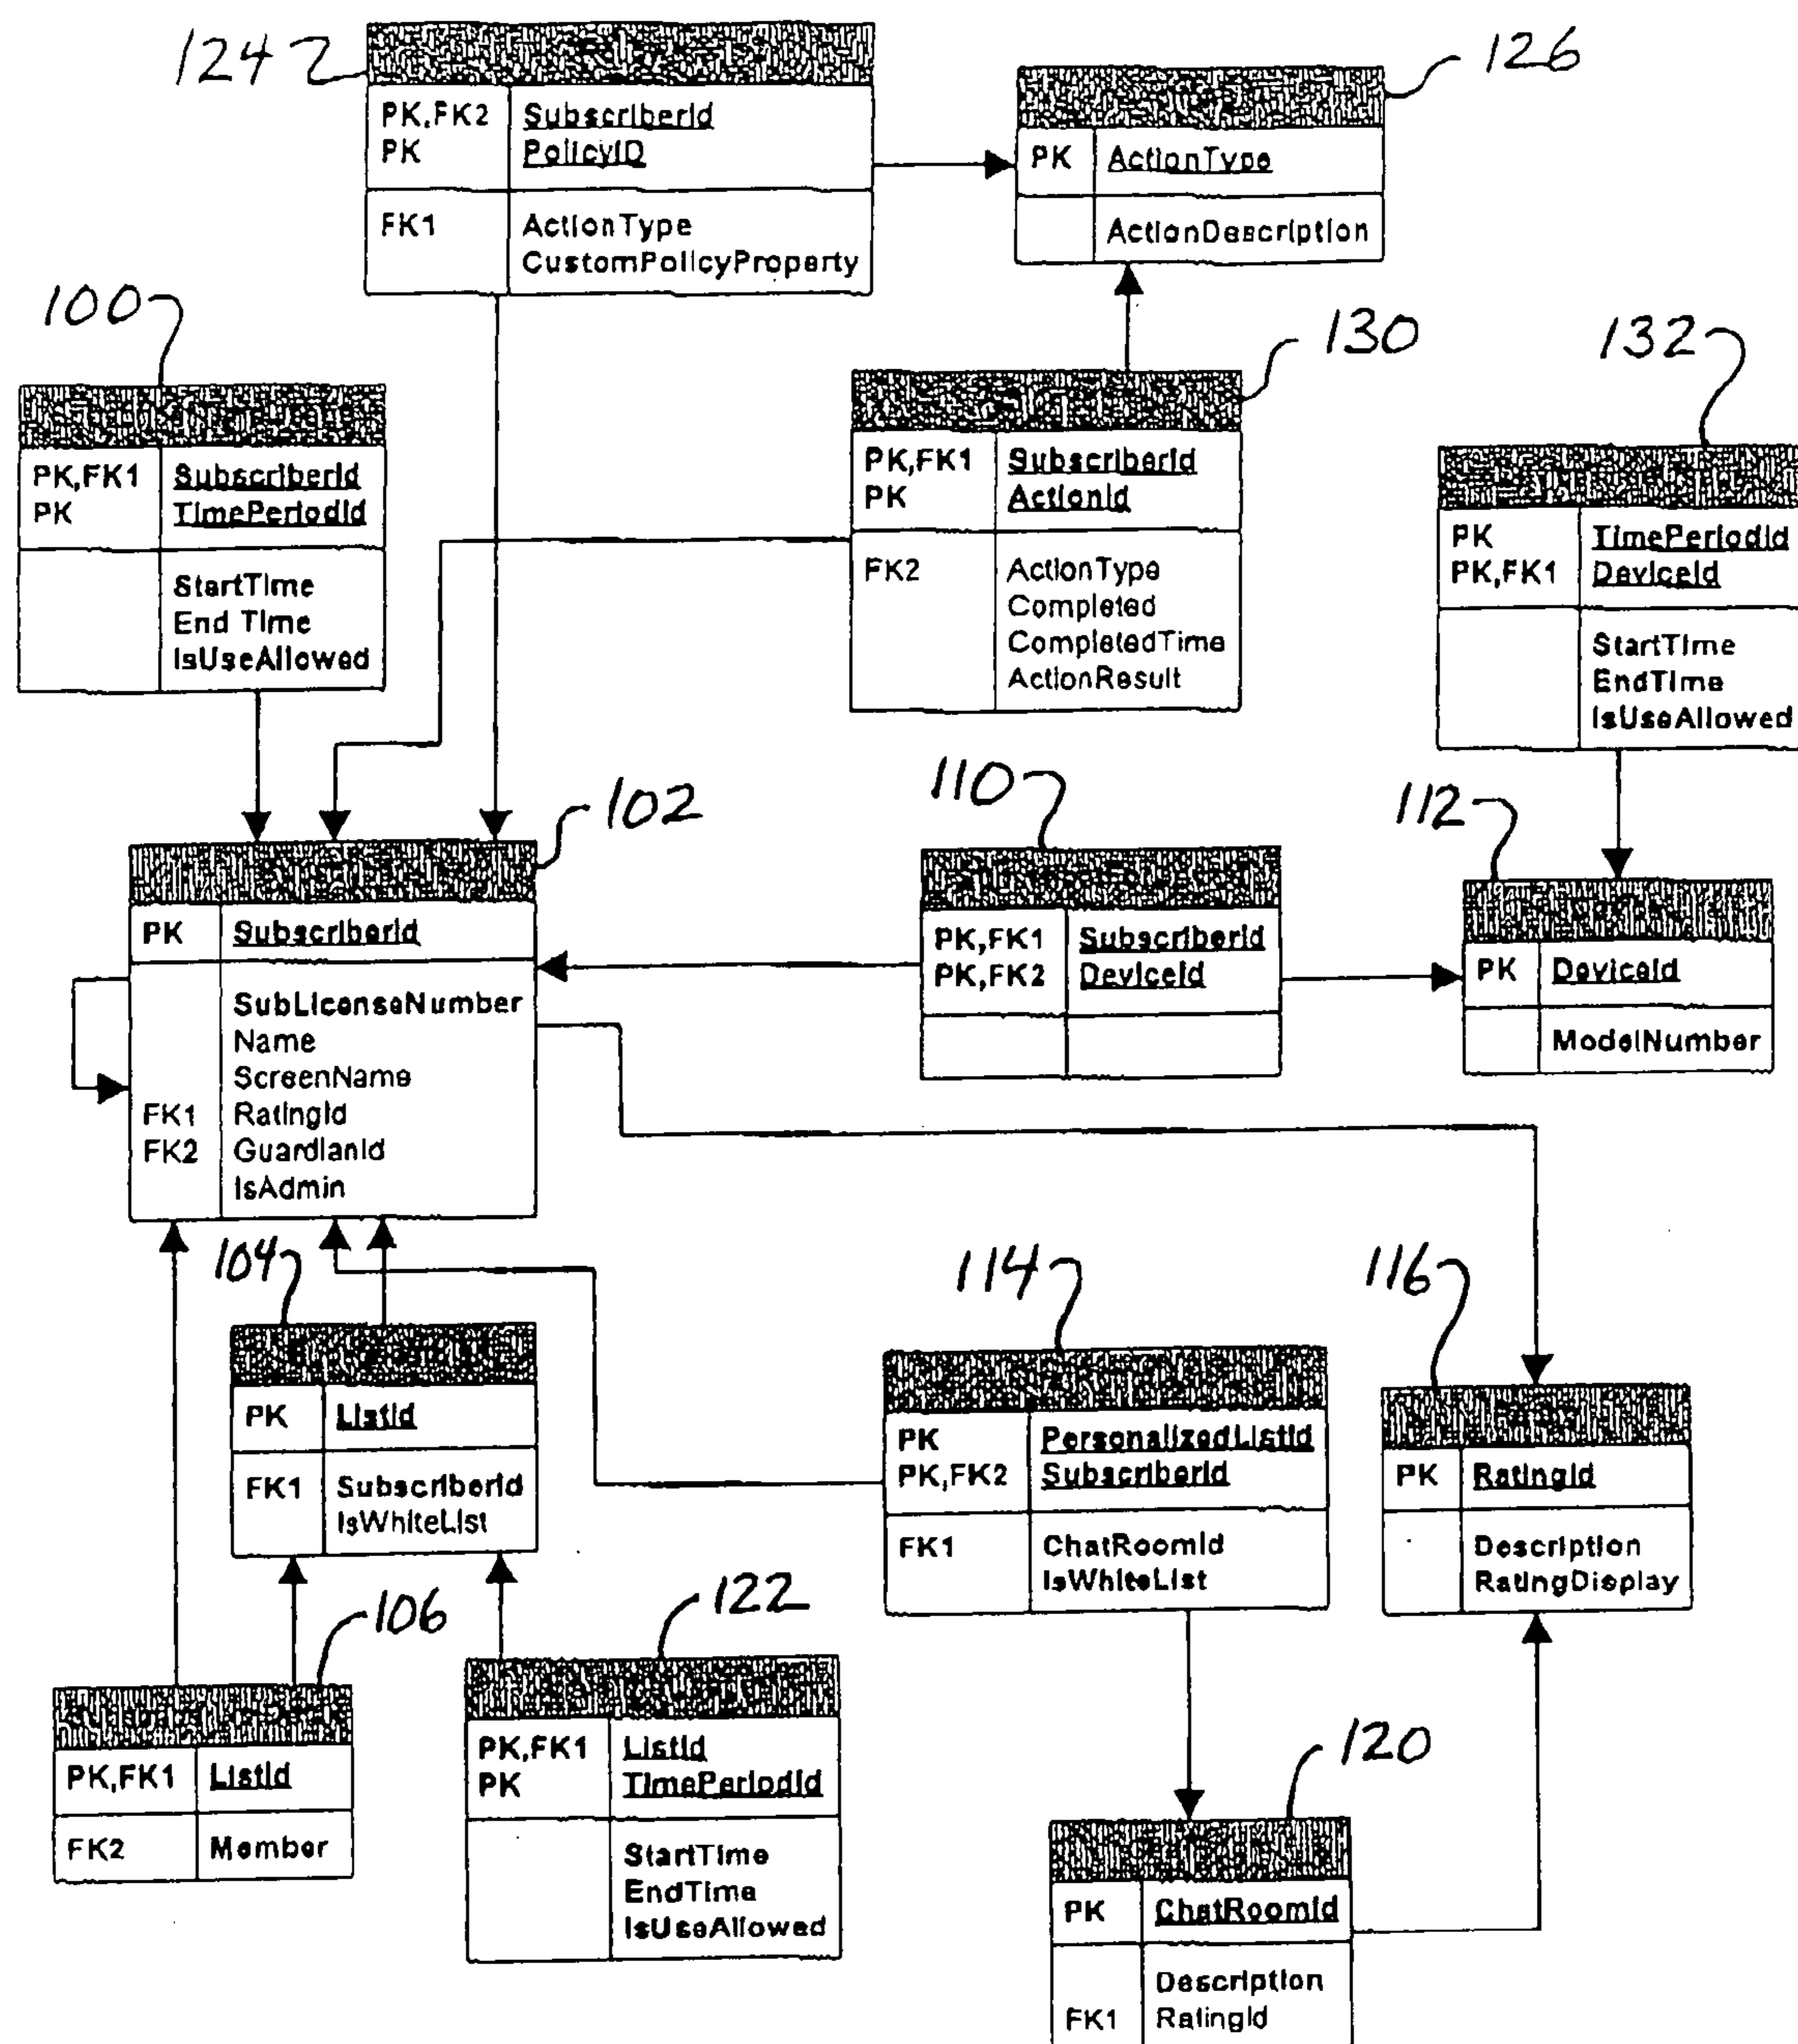 124
PK,FK2 SubscriberId
PK PolicyID
FK1 ActionType
CustomPolicyProperty
126
PK ActionType
ActionDescription
100
PK,FK1 SubscriberId
PK TimePeriodId
StartTime
End Time
IsUseAllowed
130
PK,FK1 SubscriberId
PK ActionId
FK2 ActionType
Completed
CompletedTime
ActionResult
132
PK TimePeriodId
PK,FK1 DeviceId
StartTime
EndTime
IsUseAllowed
102
PK SubscriberId
SubLicenseNumber
Name
ScreenName
FK1 RatingId
FK2 GuardianId
IsAdmin
110
PK,FK1 SubscriberId
PK,FK2 DeviceId
112
PK DeviceId
ModelNumber
104
PK ListId
FK1 SubscriberId
IsWhiteList
114
PK PersonalizedListId
PK,FK2 SubscriberId
FK1 ChatRoomId
IsWhiteList
116
PK RatingId
Description
RatingDisplay
106
PK,FK1 ListId
FK2 Member
122
PK,FK1 ListId
PK TimePeriodId
StartTime
EndTime
IsUseAllowed
120
PK ChatRoomId
Description
FK1 RatingId